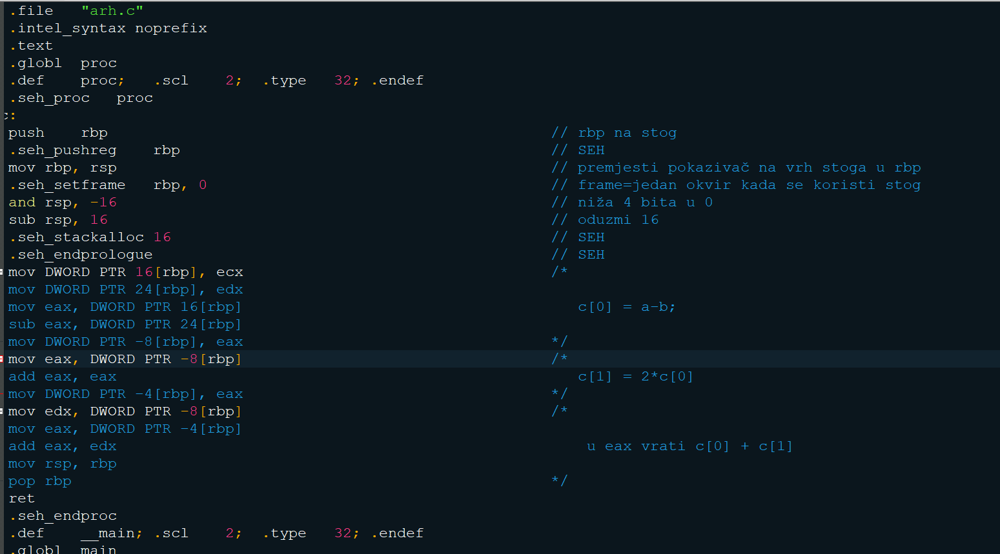 .file "arh.c"
.intel_syntax noprefix
.text
.globl proc
.def proc; .scl 2; .type 32; .endef
.seh_proc proc
c:
push rbp // rbp na stog
.seh_pushreg rbp // SEH
mov rbp, rsp // premjesti pokazivač na vrh stoga u rbp
.seh_setframe rbp, 0 // frame=jedan okvir kada se koristi stog
and rsp, -16 // niža 4 bita u 0
sub rsp, 16 // oduzmi 16
.seh_stackalloc 16 // SEH
.seh_endprologue // SEH
mov DWORD PTR 16[rbp], ecx /*
mov DWORD PTR 24[rbp], edx
mov eax, DWORD PTR 16[rbp] c[0] = a-b;
sub eax, DWORD PTR 24[rbp]
mov DWORD PTR -8[rbp], eax */
mov eax, DWORD PTR -8[rbp] /*
add eax, eax c[1] = 2*c[0]
mov DWORD PTR -4[rbp], eax */
mov edx, DWORD PTR -8[rbp] /*
mov eax, DWORD PTR -4[rbp]
add eax, edx u eax vrati c[0] + c[1]
mov rsp, rbp
pop rbp */
ret
.seh_endproc
.def __main; .scl 2; .type 32; .endef
.globl main